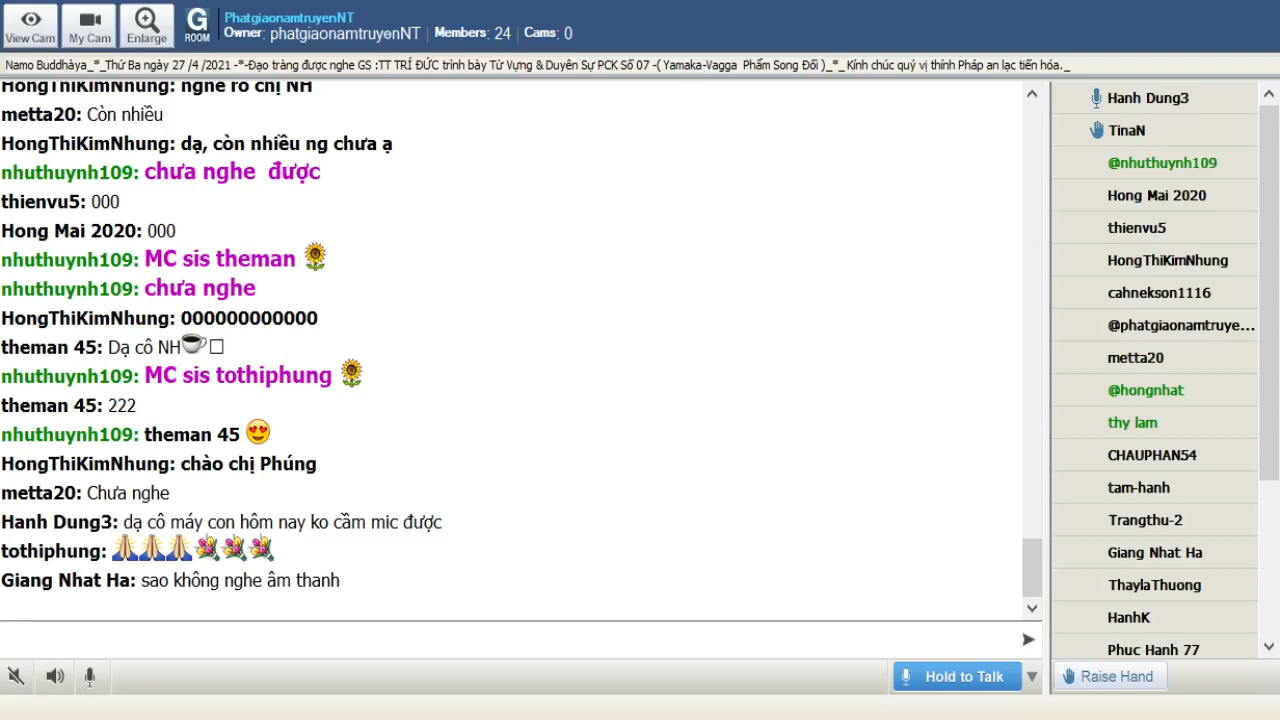 View Cam
My Cam
Enlarge
G ROOM
PhatgiaonamtruyenNT
Owner: phatgiaonamtruyenNT | Members: 24 | Cams: 0
Namo Buddhàya_*_Thứ Ba ngày 27 /4 /2021 -*-Đạo tràng được nghe GS :TT TRÍ ĐỨC trình bày Từ Vựng & Duyên Sự PCK Số 07 -( Yamaka-Vagga Phẩm Song Đối )_*_ Kính chúc quý vị thính Pháp an lạc tiến hóa._
HongThiKimNhung: nghe rõ chị NH
metta20: Còn nhiều
HongThiKimNhung: dạ, còn nhiều ng chưa ạ
nhuthuynh109: chưa nghe được
thienvu5: 000
Hong Mai 2020: 000
nhuthuynh109: MC sis theman
nhuthuynh109: chưa nghe
HongThiKimNhung: 000000000000
theman 45: Dạ cô NH
nhuthuynh109: MC sis tothiphung
theman 45: 222
nhuthuynh109: theman 45
HongThiKimNhung: chào chị Phúng
metta20: Chưa nghe
Hanh Dung3: dạ cô máy con hôm nay ko cầm mic được
tothiphung:
Giang Nhat Ha: sao không nghe âm thanh
Hanh Dung3
TinaN
@nhuthuynh109
Hong Mai 2020
thienvu5
HongThiKimNhung
cahnekson1116
@phatgiaonamtruye...
metta20
@hongnhat
thy lam
CHAUPHAN54
tam-hanh
Trangthu-2
Giang Nhat Ha
ThaylaThuong
HanhK
Phuc Hanh 77
Hold to Talk
Raise Hand